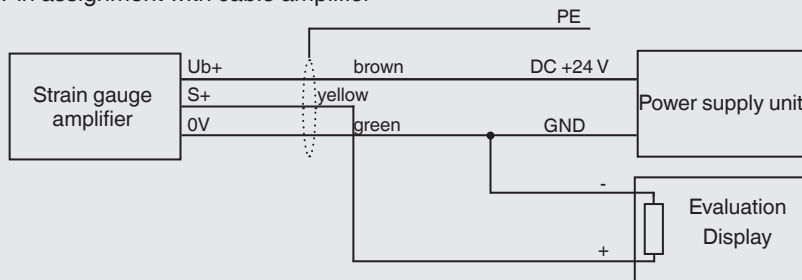 assignment with cable amplifier
PE
Ub+ brown DC +24 V
Strain gauge
amplifier
S+ yellow
Power supply unit
0V green GND
-
Evaluation
Display
+